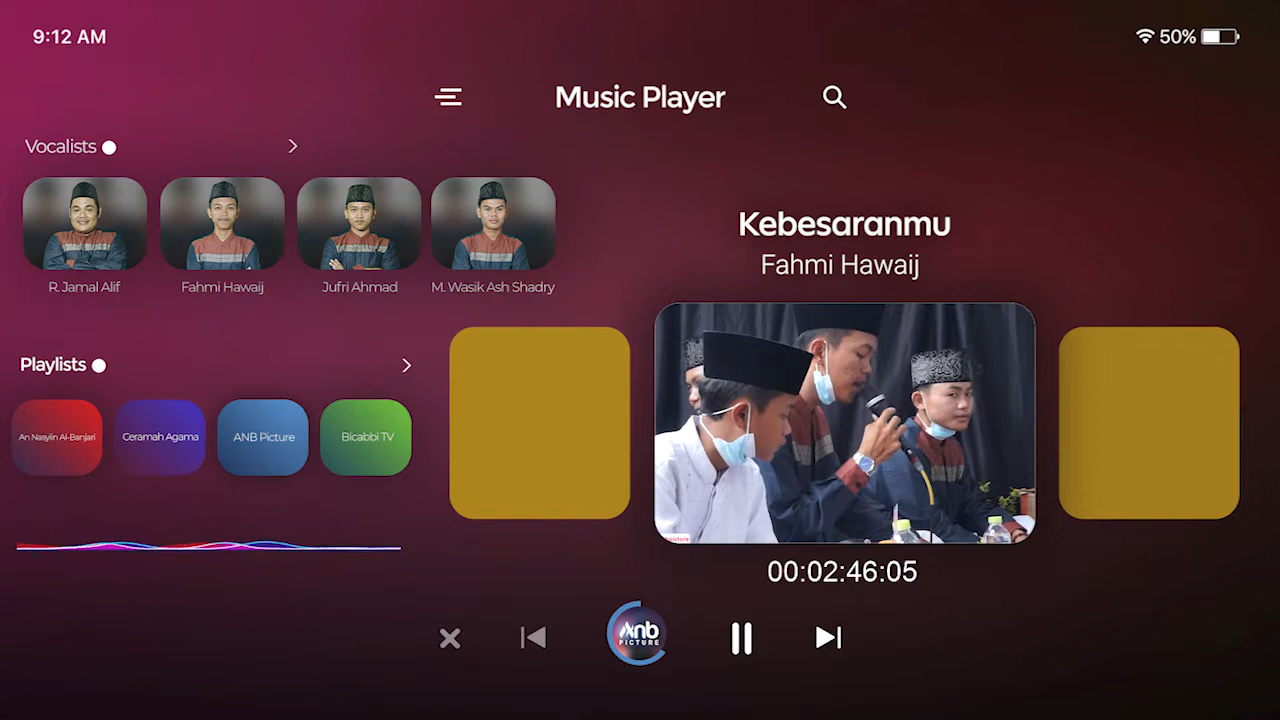 9:12 AM
50%
Music Player
Vocalists
R. Jamal Alif
Fahmi Hawaij
Jufri Ahmad
M. Wasik Ash Shadry
Kebesaranmu
Fahmi Hawaij
Playlists
An Nasyiin Al-Banjari
Ceramah Agama
ANB Picture
Bicabbi TV
00:02:46:05
Anb
PICTURE